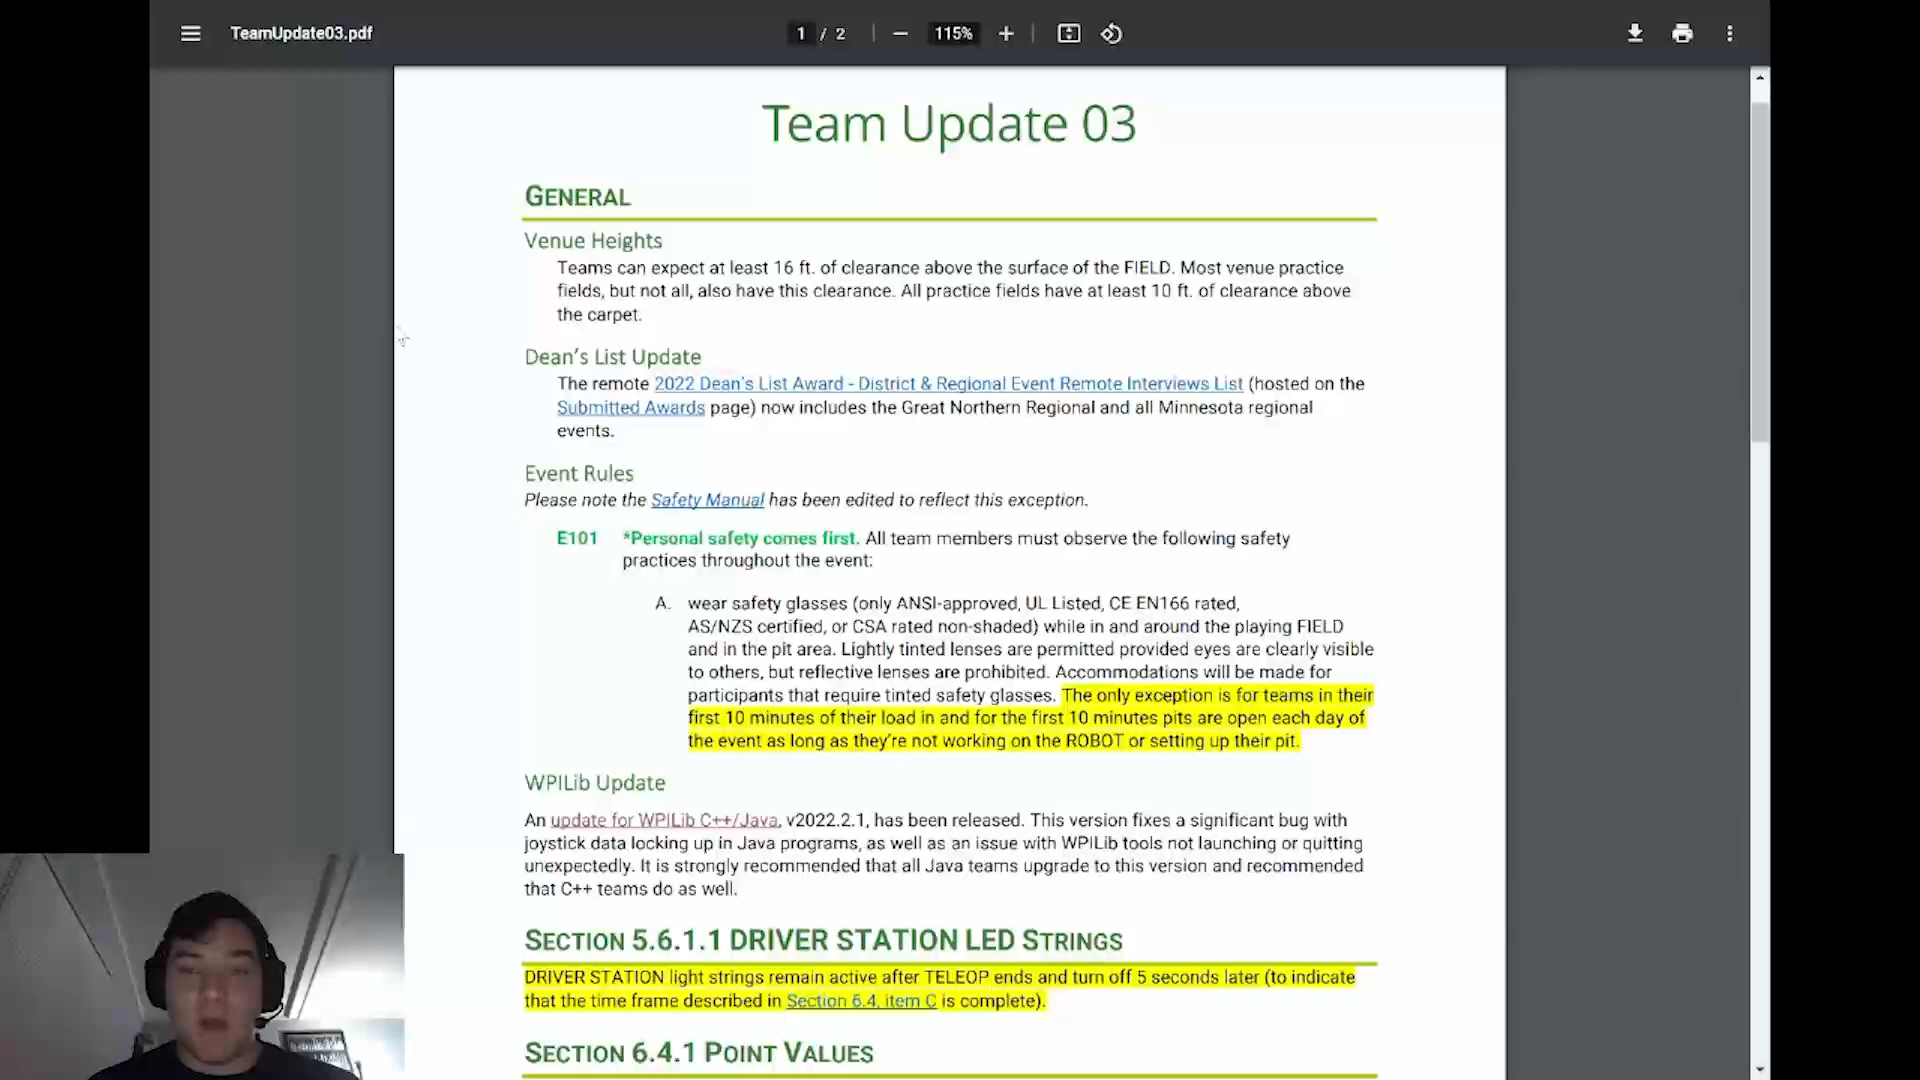 TeamUpdate03.pdf
1 / 2
115%
Team Update 03
GENERAL
Venue Heights
Teams can expect at least 16 ft. of clearance above the surface of the FIELD. Most venue practice
fields, but not all, also have this clearance. All practice fields have at least 10 ft. of clearance above
the carpet.
Dean's List Update
The remote 2022 Dean's List Award - District & Regional Event Remote Interviews List (hosted on the
Submitted Awards page) now includes the Great Northern Regional and all Minnesota regional
events.
Event Rules
Please note the Safety Manual has been edited to reflect this exception.
E101 *Personal safety comes first. All team members must observe the following safety
practices throughout the event:
A. wear safety glasses (only ANSI-approved, UL Listed, CE EN166 rated,
AS/NZS certified, or CSA rated non-shaded) while in and around the playing FIELD
and in the pit area. Lightly tinted lenses are permitted provided eyes are clearly visible
to others, but reflective lenses are prohibited. Accommodations will be made for
participants that require tinted safety glasses. The only exception is for teams in their
first 10 minutes of their load in and for the first 10 minutes pits are open each day of
the event as long as they're not working on the ROBOT or setting up their pit.
WPILib Update
An update for WPILib C++/Java, v2022.2.1, has been released. This version fixes a significant bug with
joystick data locking up in Java programs, as well as an issue with WPILib tools not launching or quitting
unexpectedly. It is strongly recommended that all Java teams upgrade to this version and recommended
that C++ teams do as well.
SECTION 5.6.1.1 DRIVER STATION LED STRINGS
DRIVER STATION light strings remain active after TELEOP ends and turn off 5 seconds later (to indicate
that the time frame described in Section 6.4, item C is complete).
SECTION 6.4.1 POINT VALUES